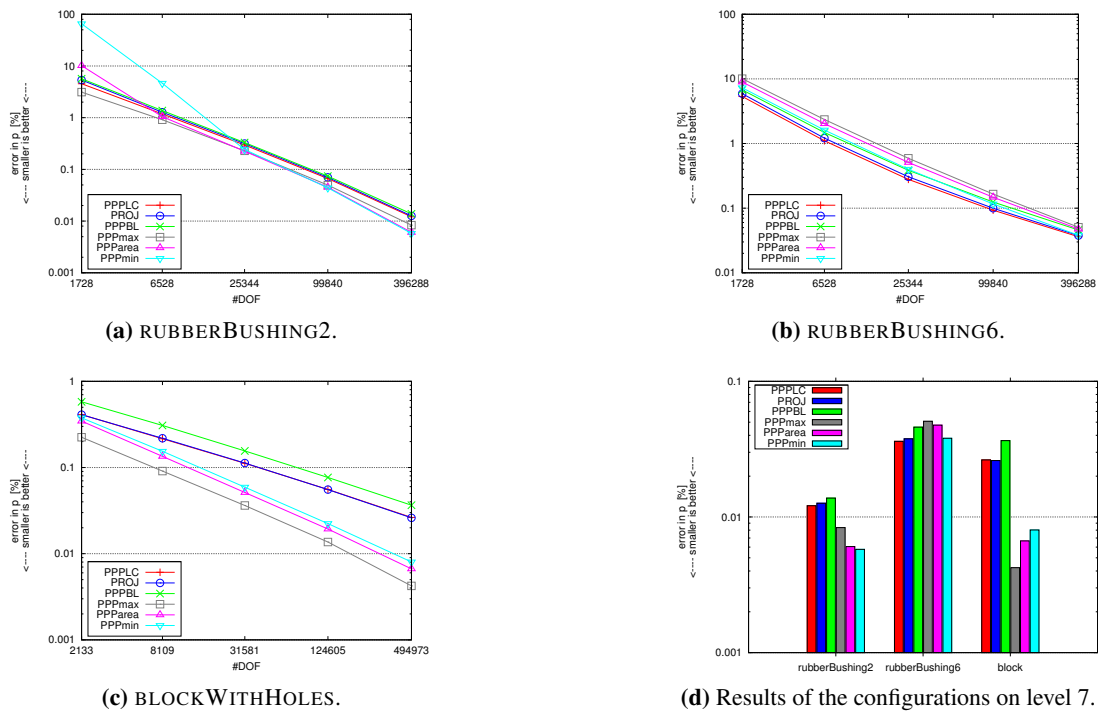 100
10
1
0.1
0.01
0.001
error in p [%]
<---- smaller is better <----
PPPLC
PROJ
PPPBL
PPPmax
PPParea
PPPmin
1728 6528 25344 99840 396288
#DOF
(a) RUBBERBUSHING2.
100
10
1
0.1
0.01
error in p [%]
<---- smaller is better <----
PPPLC
PROJ
PPPBL
PPPmax
PPParea
PPPmin
1728 6528 25344 99840 396288
#DOF
(b) RUBBERBUSHING6.
1
0.1
0.01
0.001
error in p [%]
<---- smaller is better <----
PPPLC
PROJ
PPPBL
PPPmax
PPParea
PPPmin
2133 8109 31581 124605 494973
#DOF
(c) BLOCKWITHHOLES.
0.1
0.01
0.001
error in p [%]
<---- smaller is better <----
PPPLC
PROJ
PPPBL
PPPmax
PPParea
PPPmin
rubberBushing2 rubberBushing6 block
(d) Results of the configurations on level 7.